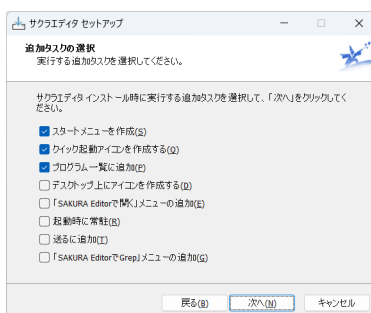 サクラエディタ セットアップ
追加タスクの選択
実行する追加タスクを選択してください。
サクラエディタ インストール時に実行する追加タスクを選択して、「次へ」をクリックしてく
ださい。
スタートメニューを作成(S)
クイック起動アイコンを作成する(Q)
プログラム一覧に追加(P)
デスクトップ上にアイコンを作成する(D)
「SAKURA Editorで開く」メニューの追加(E)
起動時に常駐(R)
送るに追加(T)
「SAKURA EditorでGrep」メニューの追加(G)
戻る(B)
次へ(N)
キャンセル